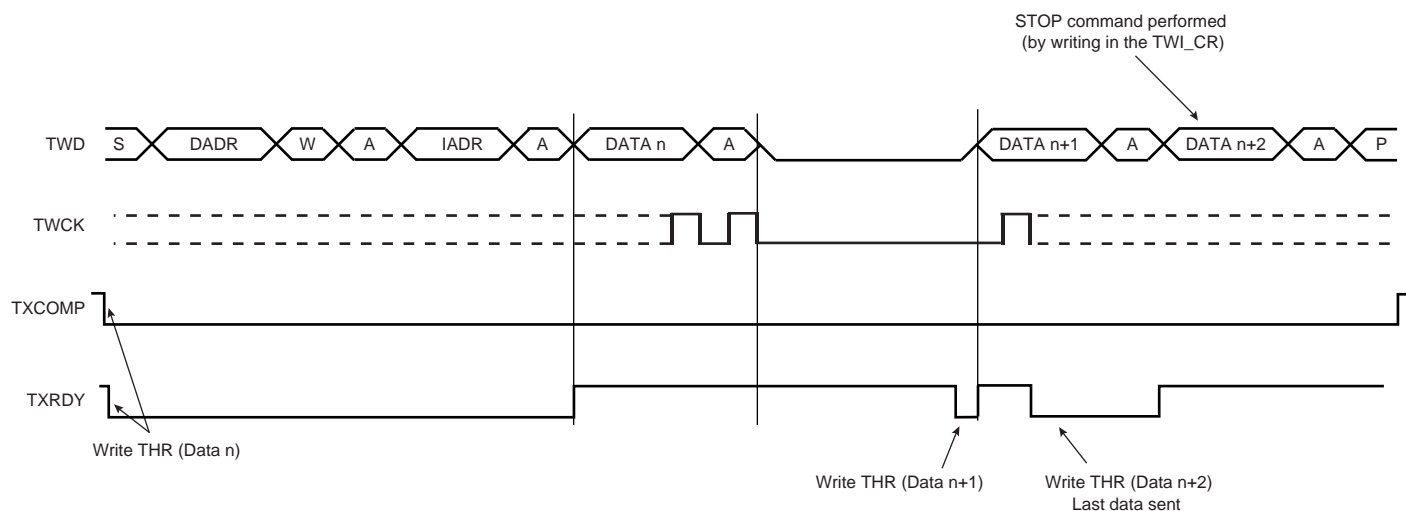 STOP command performed
(by writing in the TWI_CR)
TWD S DADR W A IADR A DATA n A DATA n+1 A DATA n+2 A P
TWCK
TXCOMP
TXRDY
Write THR (Data n)
Write THR (Data n+1)
Write THR (Data n+2)
Last data sent